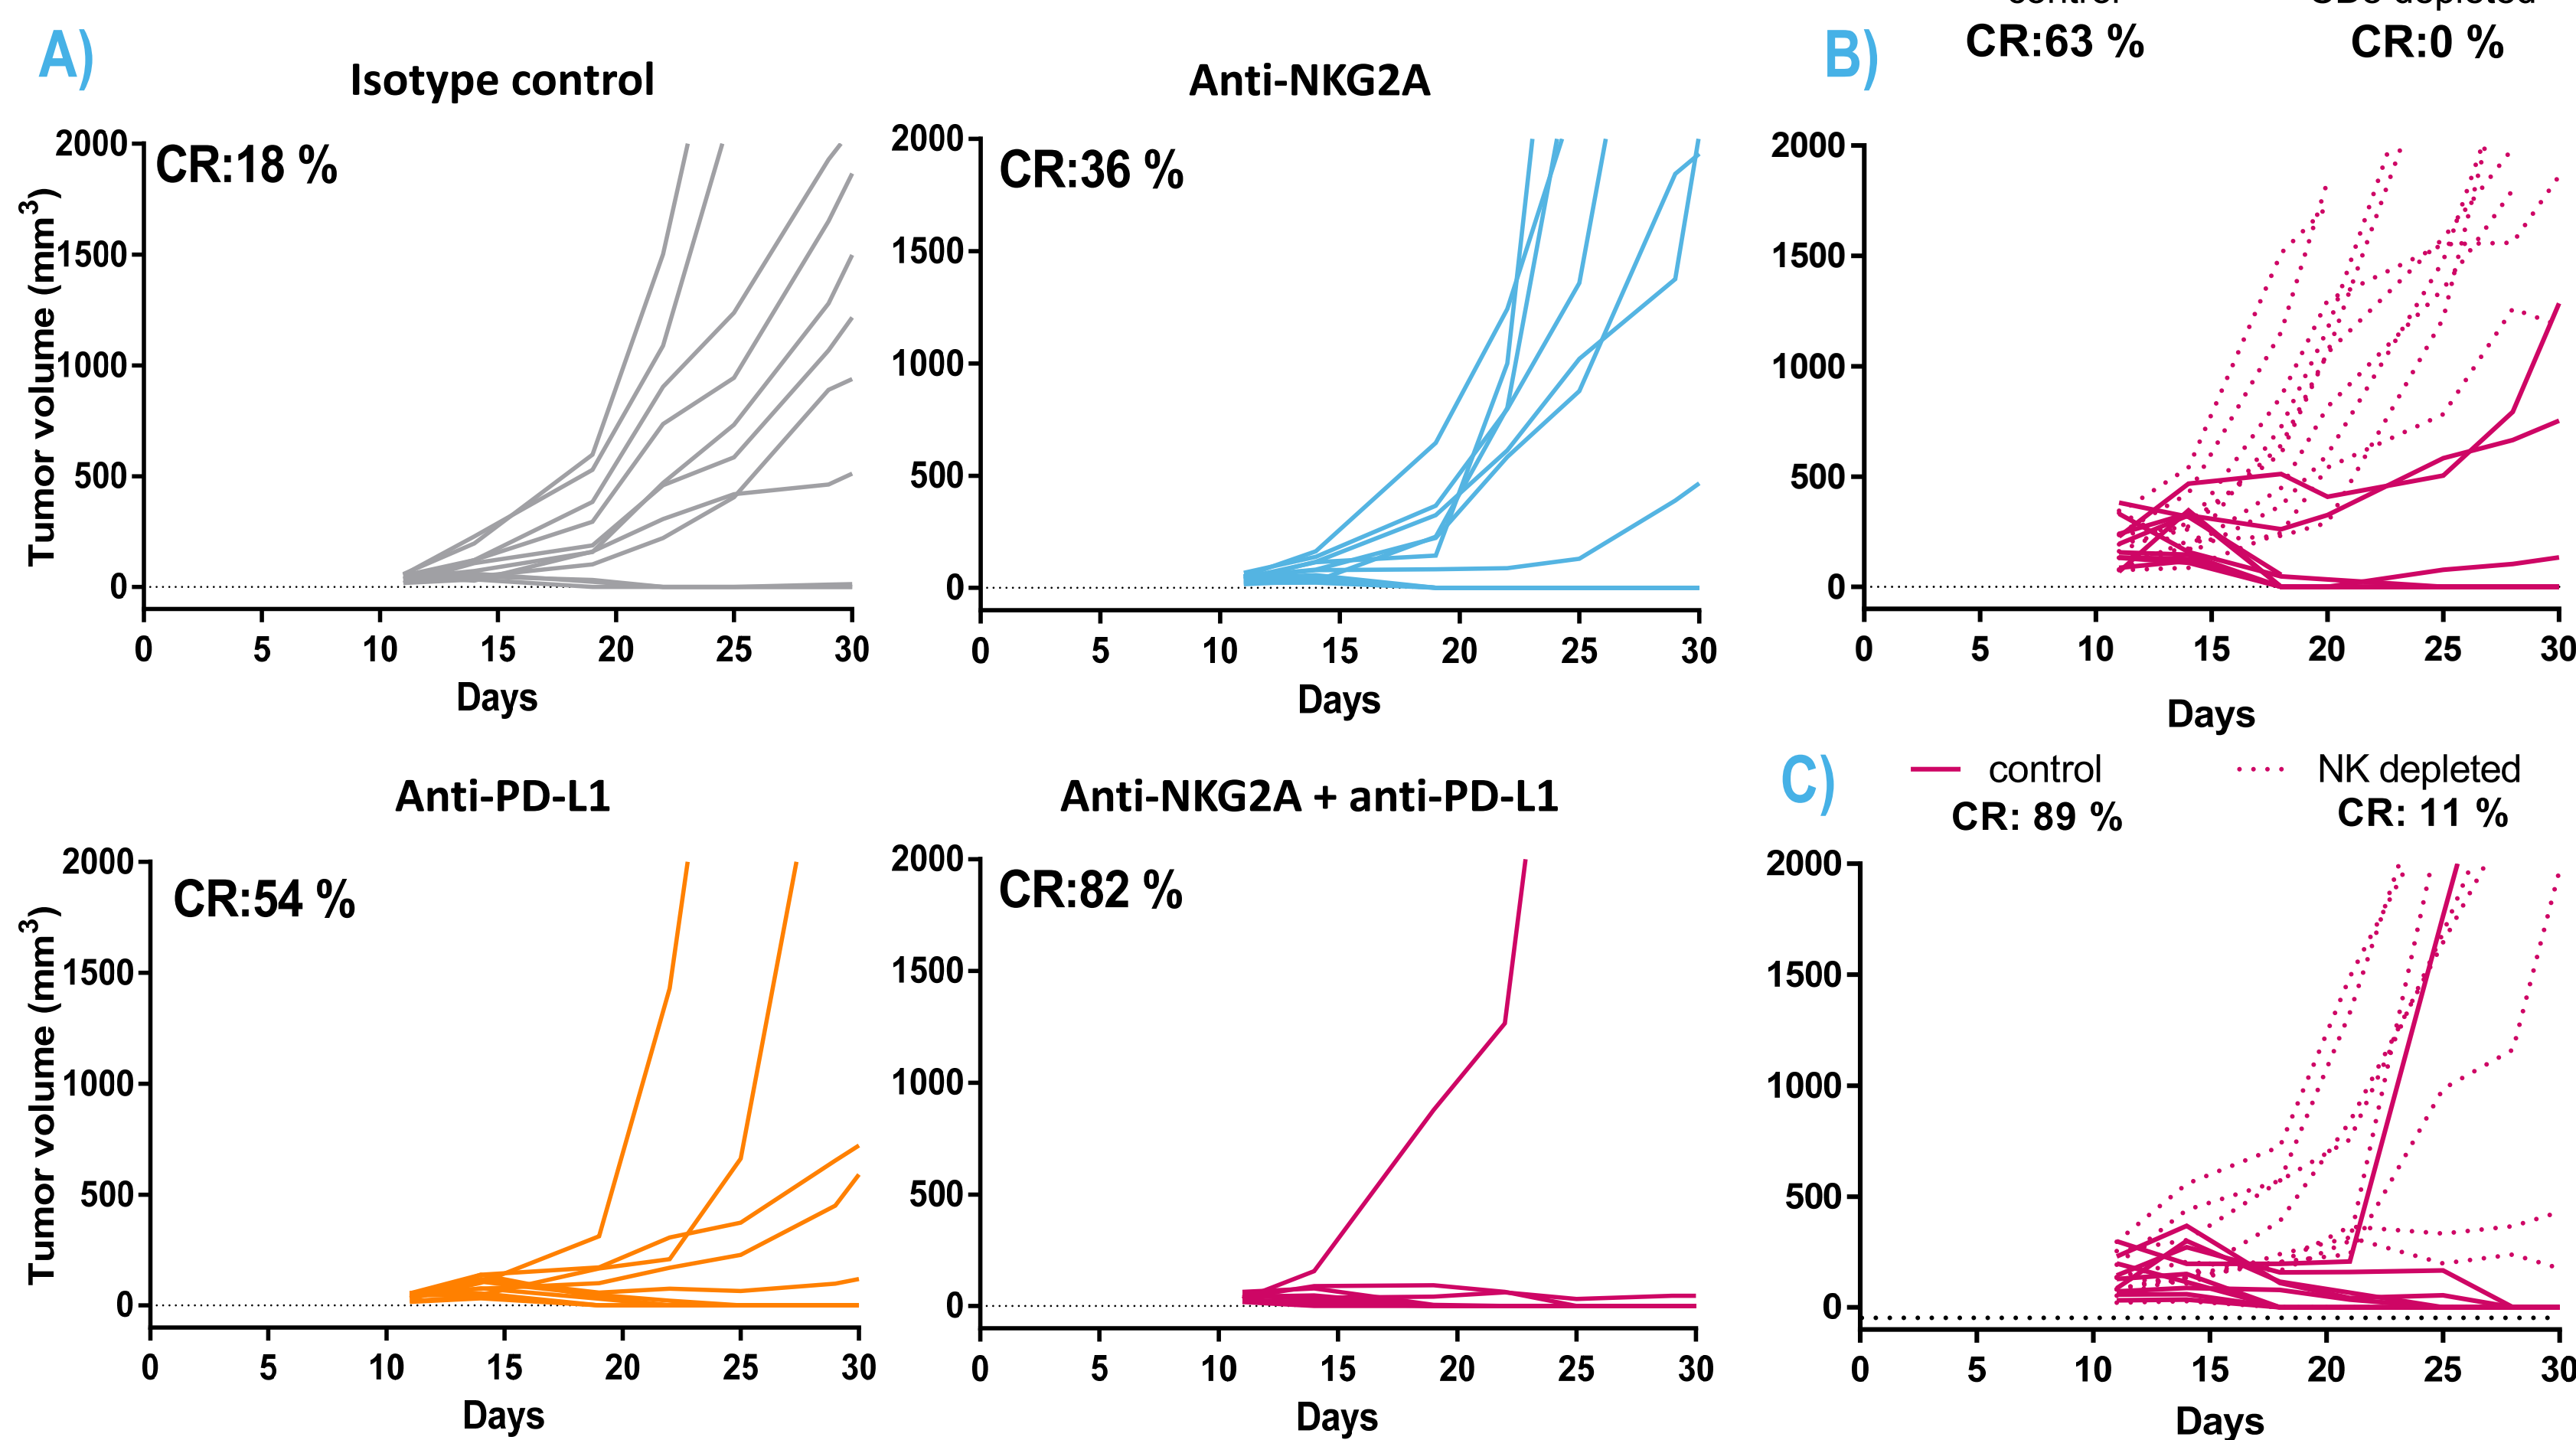 A)
Isotype control
CR:18 %
2000
1500
1000
500
0
Tumor volume (mm³)
0 5 10 15 20 25 30
Days
Anti-NKG2A
CR:36 %
2000
1500
1000
500
0
0 5 10 15 20 25 30
Days
Anti-PD-L1
CR:54 %
2000
1500
1000
500
0
Tumor volume (mm³)
0 5 10 15 20 25 30
Days
Anti-NKG2A + anti-PD-L1
CR:82 %
2000
1500
1000
500
0
0 5 10 15 20 25 30
Days
B)
control
CR:63 % CR:0 %
2000
1500
1000
500
0
0 5 10 15 20 25 30
Days
C)
control NK depleted
CR: 89 % CR: 11 %
2000
1500
1000
500
0
0 5 10 15 20 25 30
Days